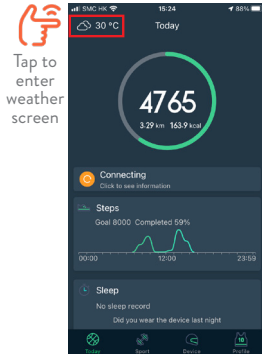 Tap to
enter
weather
screen
SMC HK 15:24 88%
30 °C Today
4765
3.29 km 163.9 kcal
Connecting
Click to see information
Steps
Goal 8000 Completed 59%
00:00 12:00 23:59
Sleep
No sleep record
Did you wear the device last night
10
Today Sport Device Profile